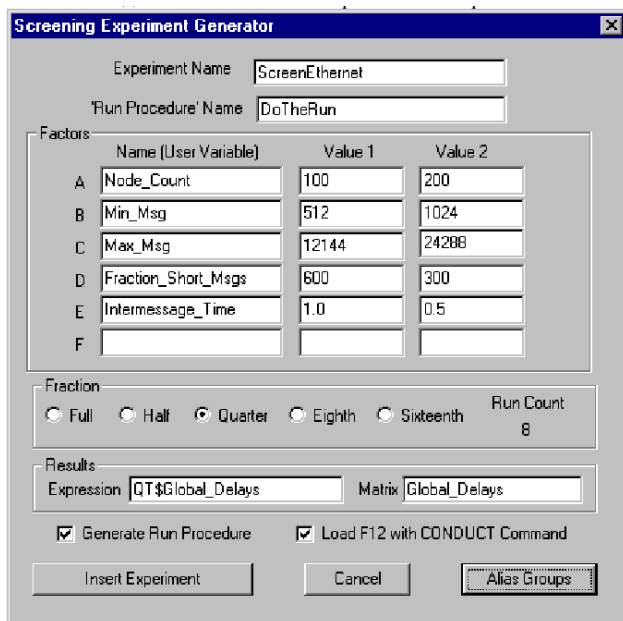 Screening Experiment Generator
Experiment Name ScreenEthernet
'Run Procedure' Name DoTheRun
Factors
Name (User Variable) Value 1 Value 2
A Node_Count 100 200
B Min_Msg 512 1024
C Max_Msg 12144 24288
D Fraction_Short_Msgs 600 300
E Intermessage_Time 1.0 0.5
F
Fraction
Full Half Quarter Eighth Sixteenth Run Count
8
Results
Expression QT$Global_Delays Matrix Global_Delays
Generate Run Procedure Load F12 with CONDUCT Command
Insert Experiment Cancel Alias Groups